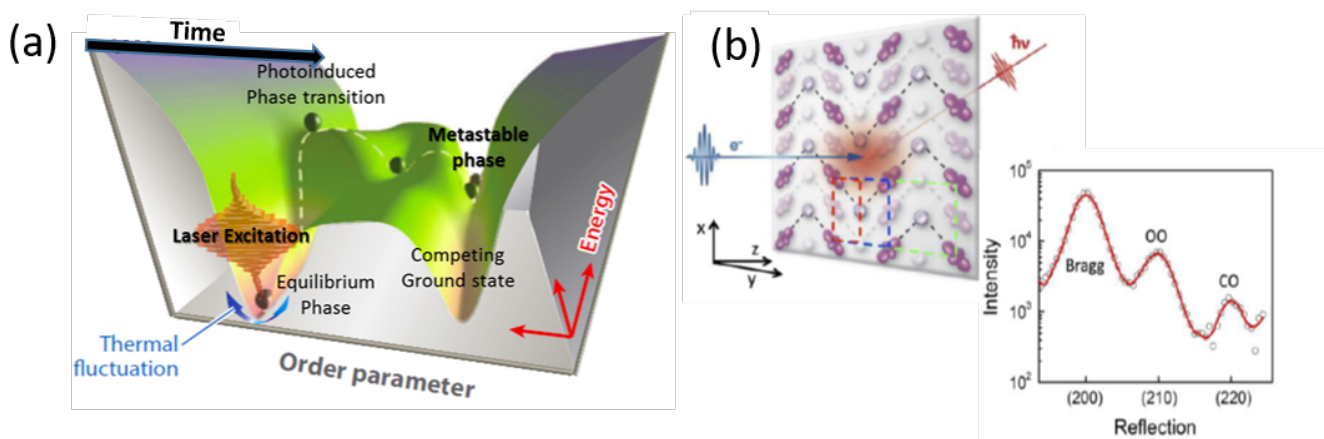 (a)
Time
Photoinduced
Phase transition
Metastable
phase
Laser Excitation
Energy
Equilibrium
Phase
Competing
Ground state
Thermal
fluctuation
Order parameter
(b)
ħν
e⁻
x
z
y
Intensity
10⁵
10⁴
10³
10²
Bragg
OO
CO
(200)
(210)
(220)
Reflection